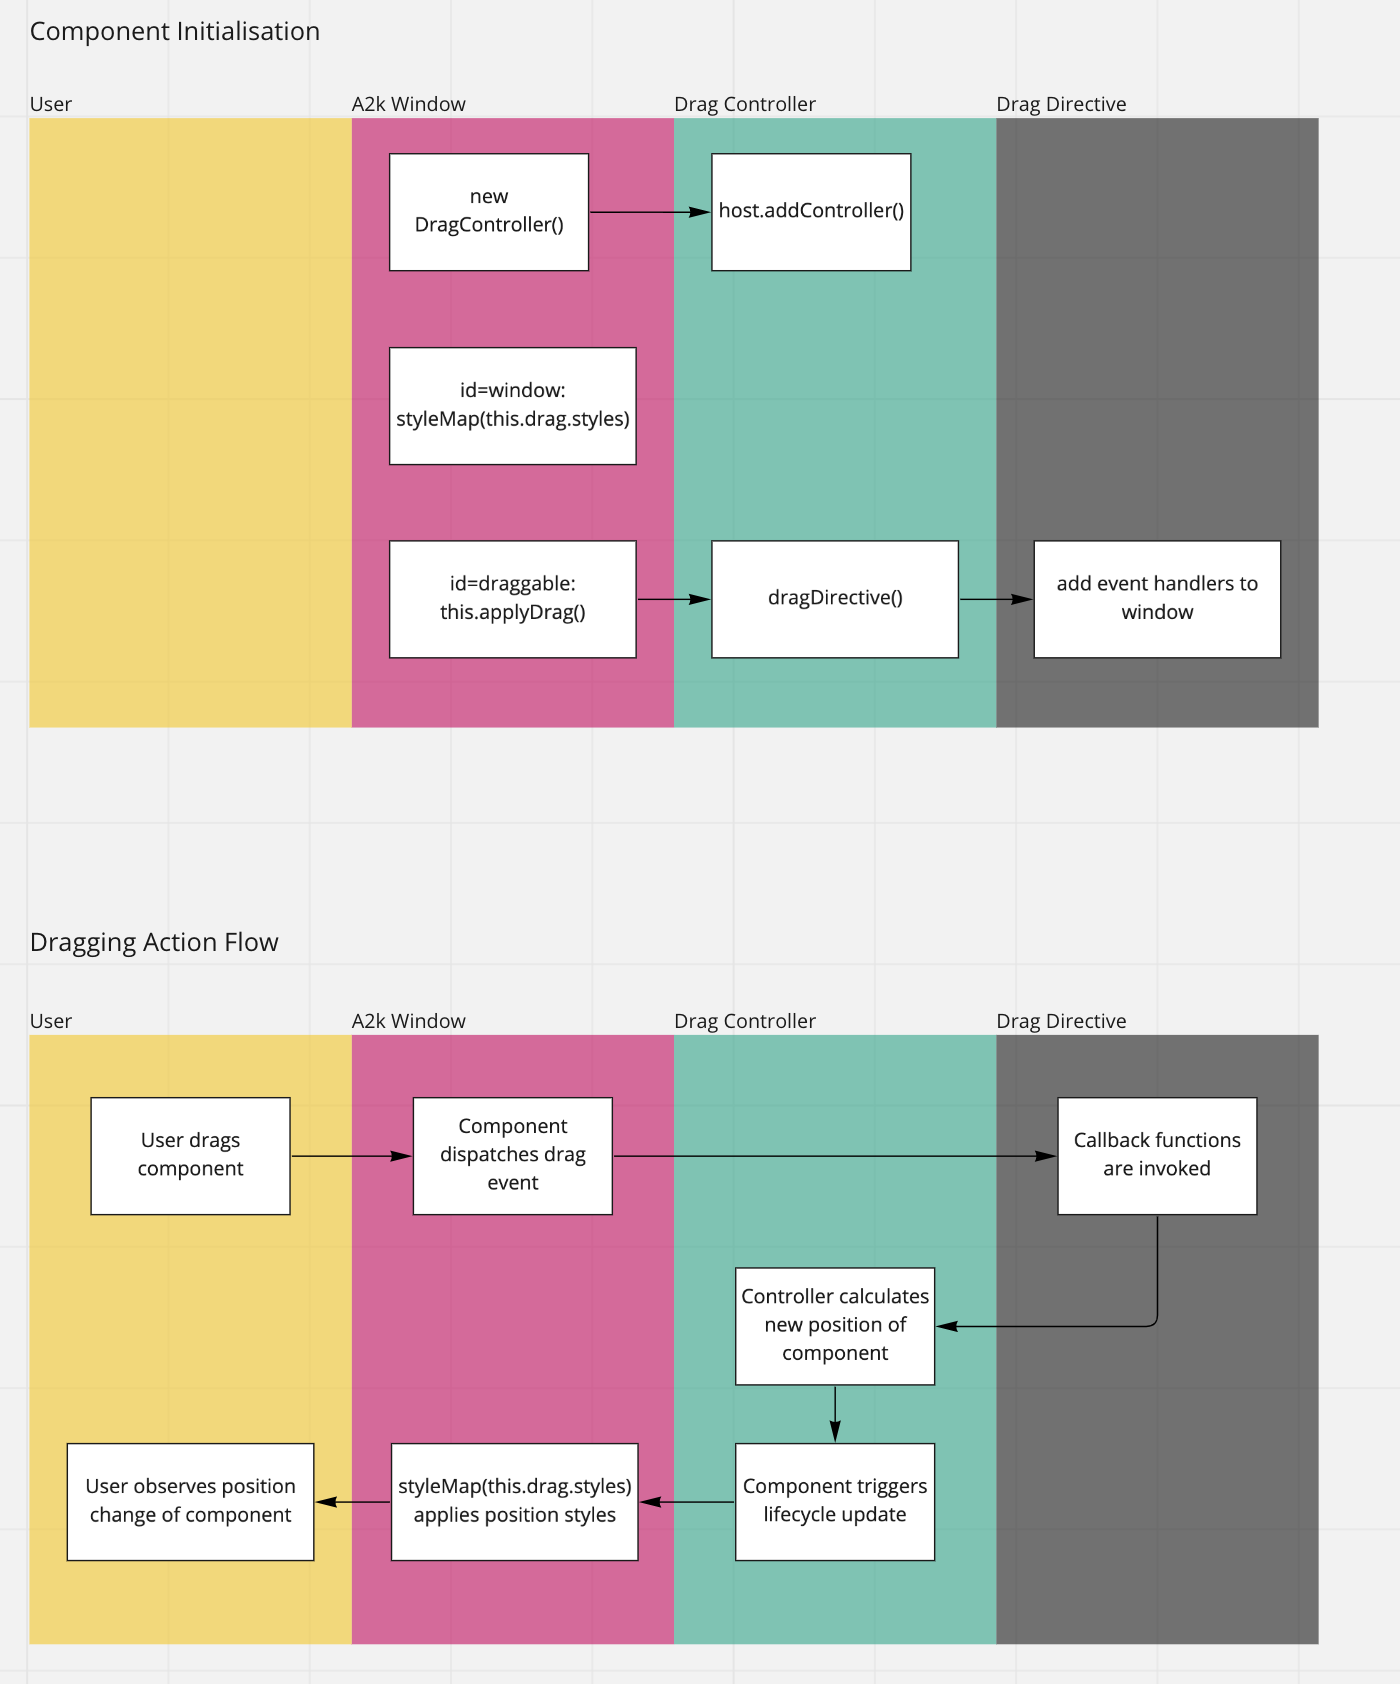 Component Initialisation
User
A2k Window
Drag Controller
Drag Directive
new
DragController()
host.addController()
id=window:
styleMap(this.drag.styles)
id=draggable:
this.applyDrag()
dragDirective()
add event handlers to
window
Dragging Action Flow
User
A2k Window
Drag Controller
Drag Directive
User drags
component
Component
dispatches drag
event
Callback functions
are invoked
Controller calculates
new position of
component
User observes position
change of component
styleMap(this.drag.styles)
applies position styles
Component triggers
lifecycle update